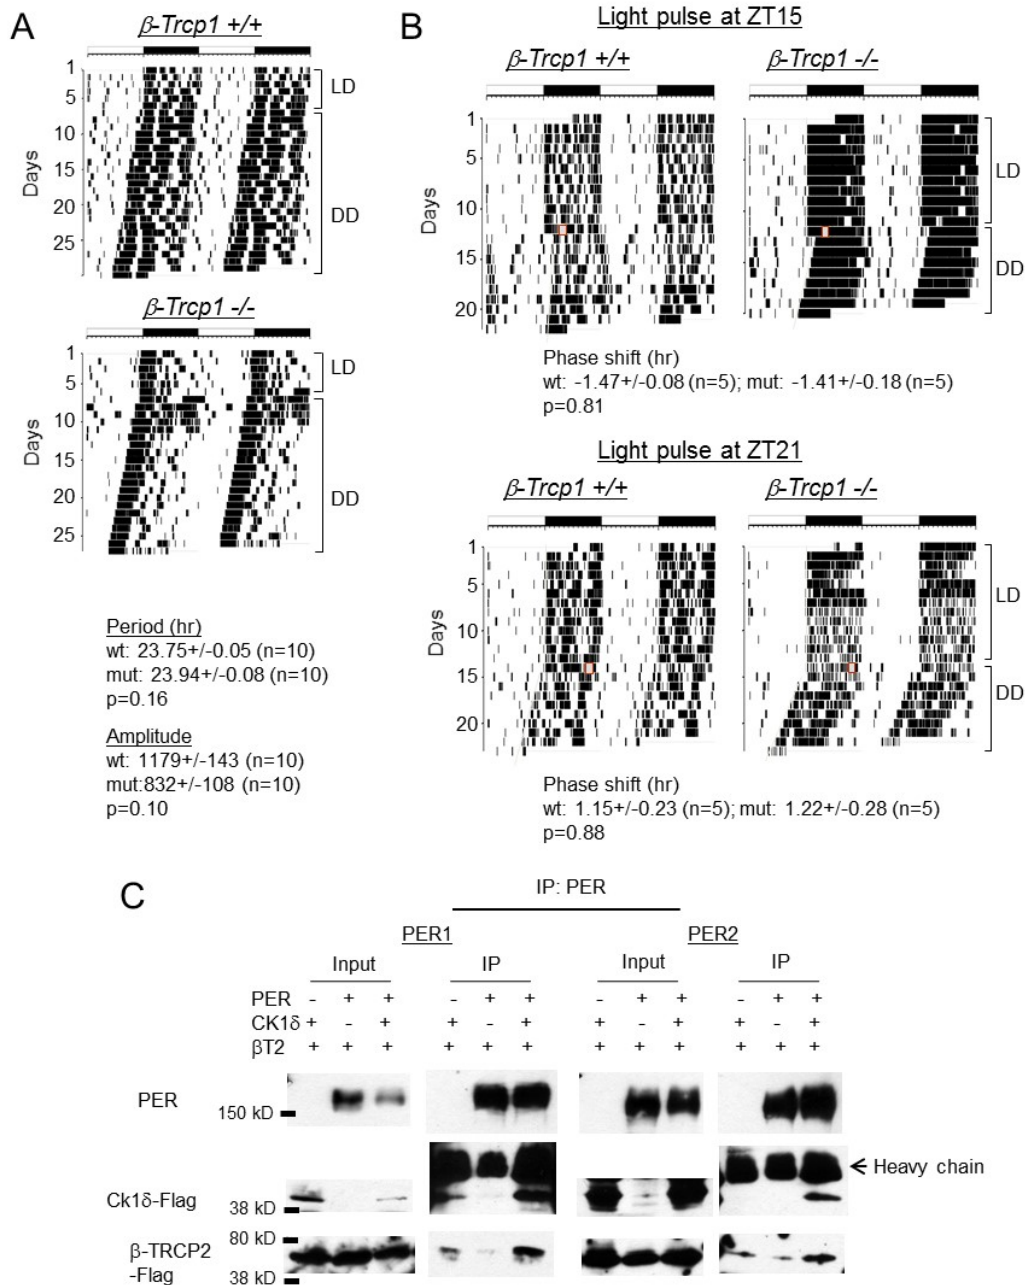 A
β-Trcp1 +/+
1
5
10
15
20
25
Days
LD
DD
β-Trcp1 -/-
1
5
10
15
20
25
Days
LD
DD
Period (hr)
wt: 23.75+/-0.05 (n=10)
mut: 23.94+/-0.08 (n=10)
p=0.16
Amplitude
wt: 1179+/-143 (n=10)
mut:832+/-108 (n=10)
p=0.10
B
Light pulse at ZT15
β-Trcp1 +/+ β-Trcp1 -/-
1
5
10
15
20
Days
LD
DD
Phase shift (hr)
wt: -1.47+/-0.08 (n=5); mut: -1.41+/-0.18 (n=5)
p=0.81
Light pulse at ZT21
β-Trcp1 +/+ β-Trcp1 -/-
1
5
10
15
20
Days
LD
DD
Phase shift (hr)
wt: 1.15+/-0.23 (n=5); mut: 1.22+/-0.28 (n=5)
p=0.88
C
IP: PER
PER1 PER2
Input IP Input IP
PER - + + - + + - + + - + +
CK1δ + - + + - + + - + + - +
βT2 + + + + + + + + + + + +
PER
150 kD
Heavy chain
Ck1δ-Flag
38 kD
80 kD
β-TRCP2
-Flag
38 kD